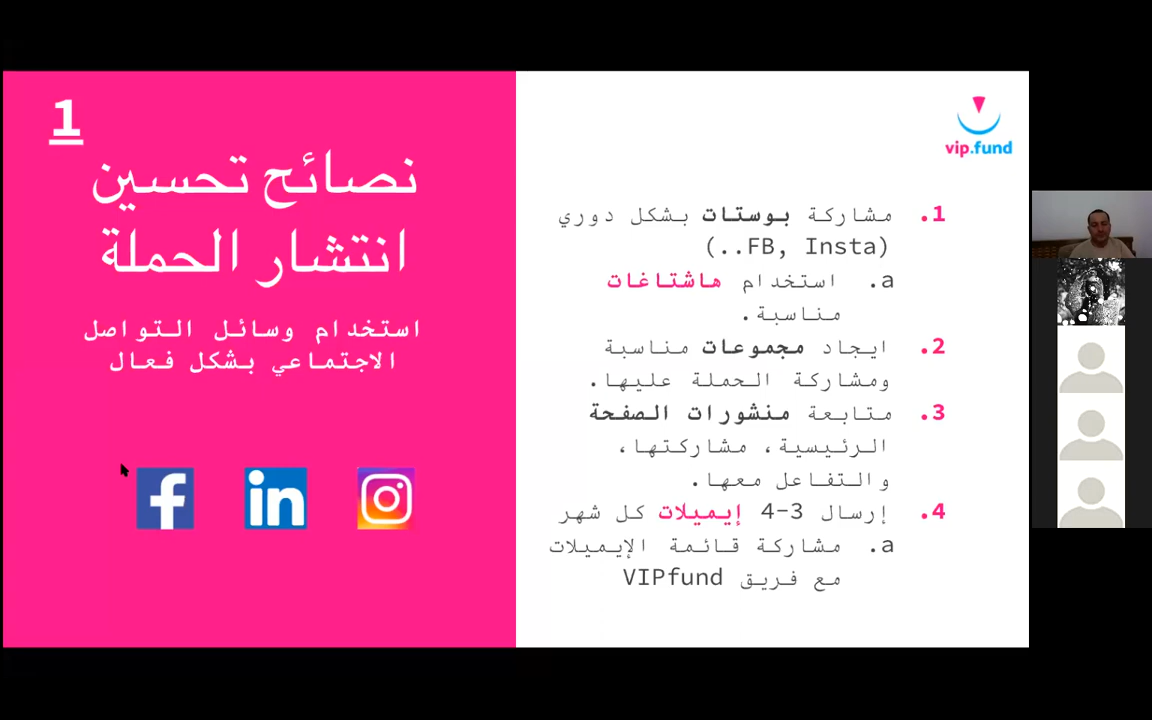 1
نصائح تحسين
انتشار الحملة
استخدام وسائل التواصل
الاجتماعي بشكل فعال
vip.fund
1. مشاركة بوستات بشكل دوري
(FB, Insta..)
a. استخدام هاشتاغات
مناسبة.
2. ايجاد مجموعات مناسبة
ومشاركة الحملة عليها.
3. متابعة منشورات الصفحة
الرئيسية، مشاركتها،
والتفاعل معها.
4. إرسال 3-4 إيميلات كل شهر
a. مشاركة قائمة الإيميلات
مع فريق VIPfund